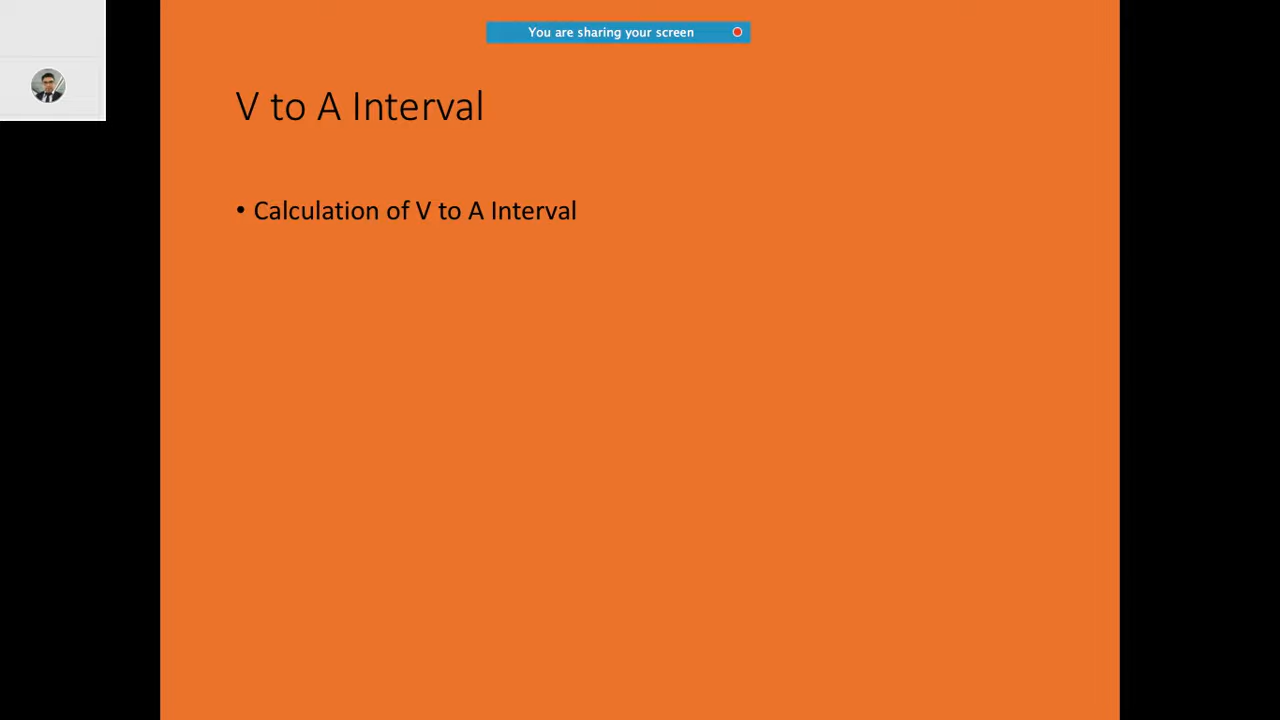 You are sharing your screen
V to A Interval
• Calculation of V to A Interval